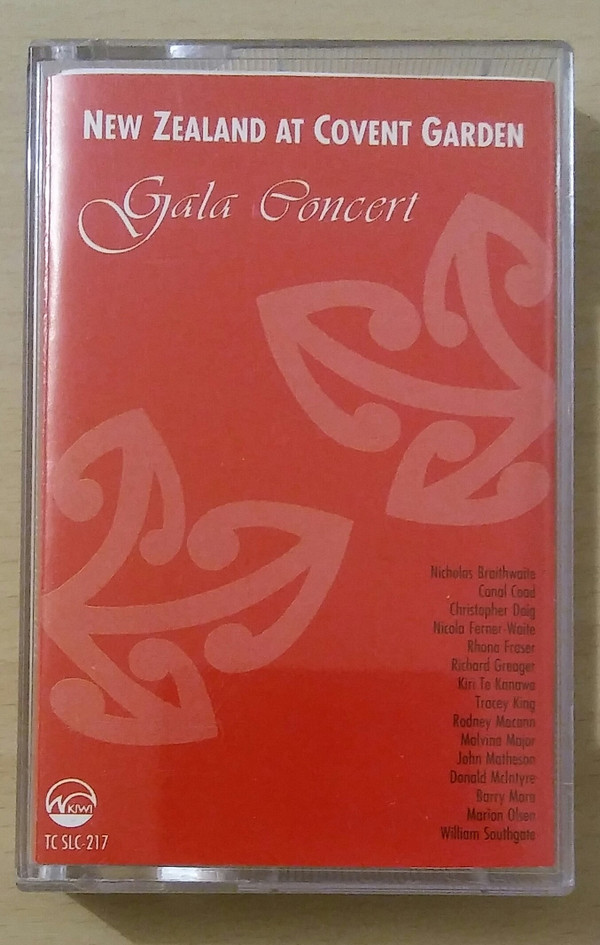 NEW ZEALAND AT COVENT GARDEN
Gala Concert
Nicholas Braithwaite
Conal Coad
Christopher Doig
Nicola Ferner-Waite
Rhona Fraser
Richard Greager
Kiri Te Kanawa
Tracey King
Rodney Macann
Malvina Major
John Matheson
Donald McIntyre
Barry Mora
Marion Olsen
William Southgate
KIWI
TC SLC-217